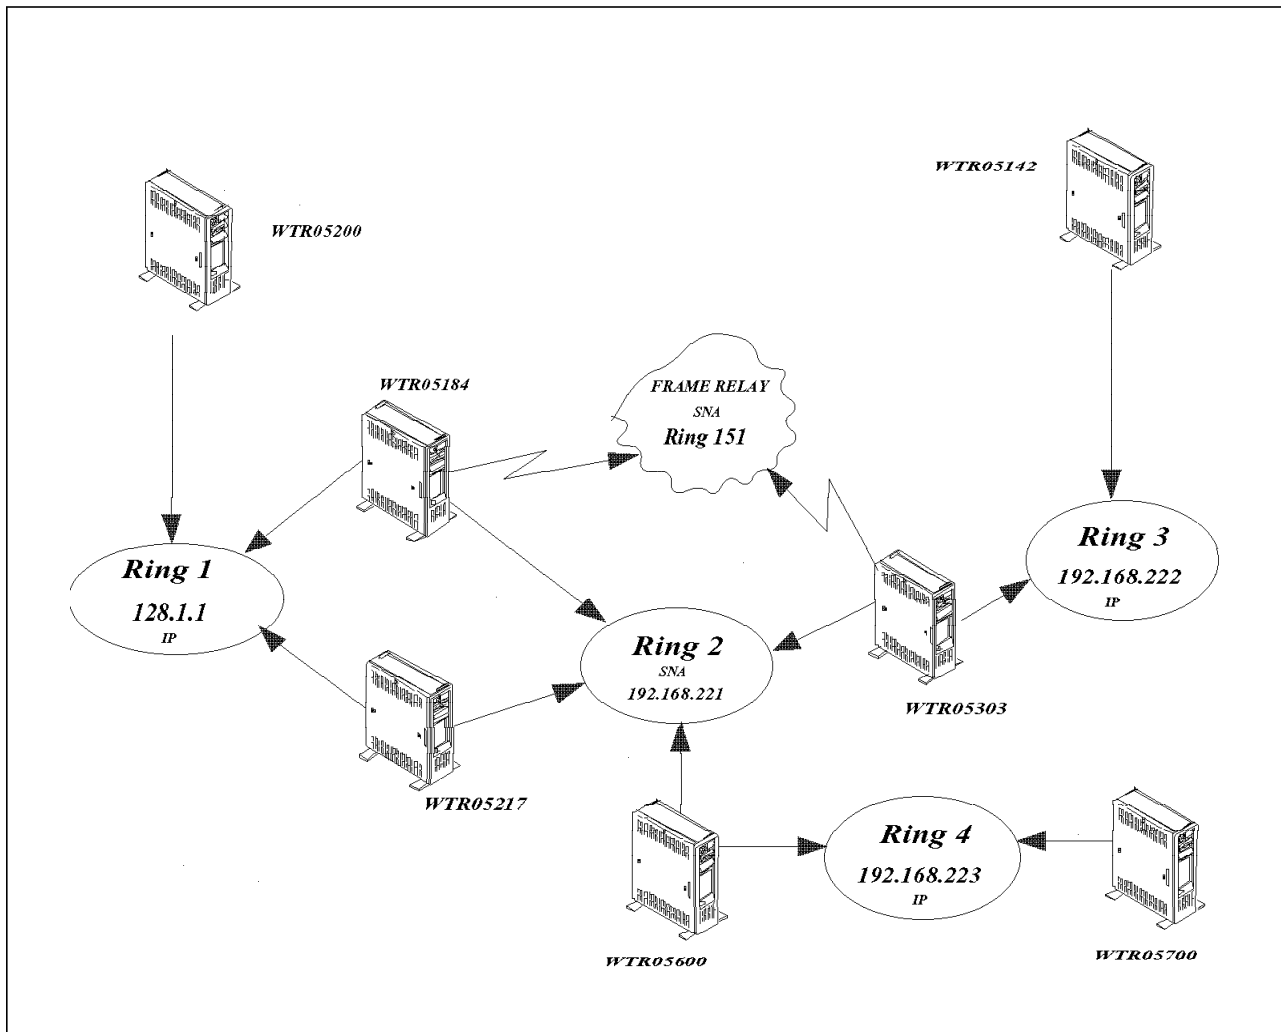 WTR05142
WTR05200
WTR05184
FRAME RELAY
SNA
Ring 151
Ring 1
128.1.1
IP
Ring 3
192.168.222
IP
Ring 2
SNA
192.168.221
WTR05303
WTR05217
Ring 4
192.168.223
IP
WTR05600
WTR05700